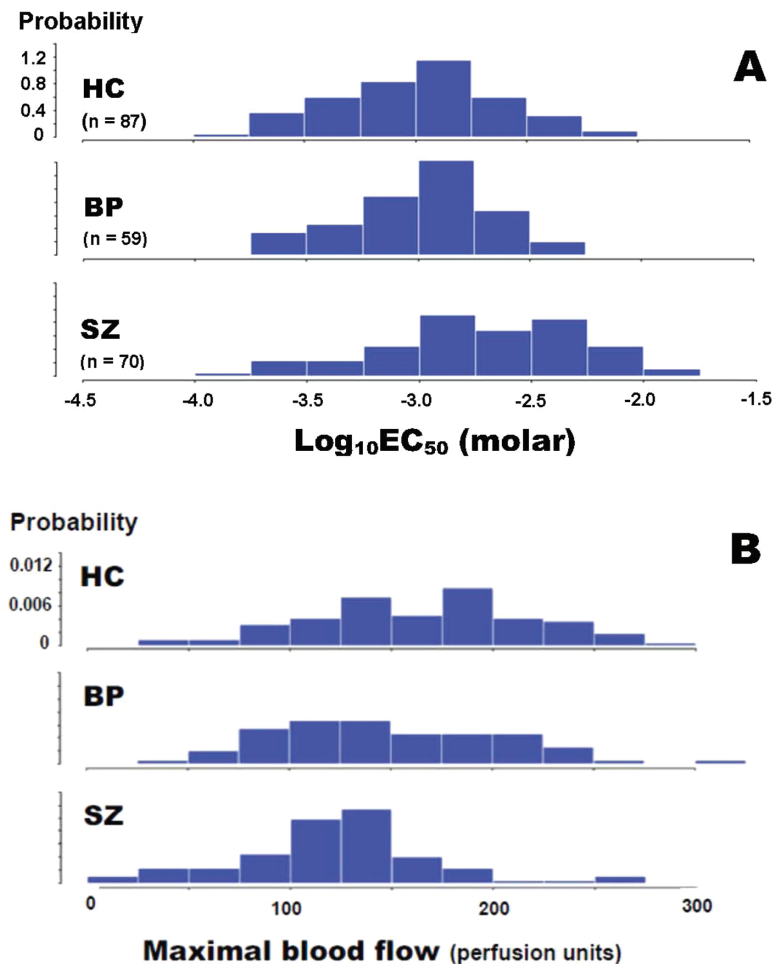 Probability
A
1.2
0.8
0.4
0
HC
(n = 87)
BP
(n = 59)
SZ
(n = 70)
-4.5 -4.0 -3.5 -3.0 -2.5 -2.0 -1.5
Log₁₀EC₅₀ (molar)
Probability
B
0.012
0.006
0
HC
BP
SZ
0 100 200 300
Maximal blood flow (perfusion units)